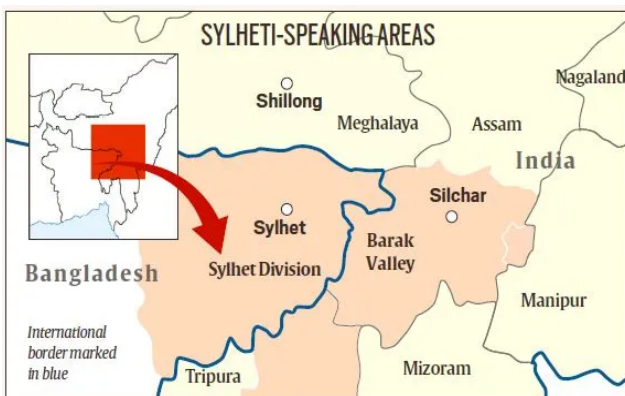 SYLHETI-SPEAKING AREAS
Nagaland
Shillong
Meghalaya
Assam
India
Silchar
Sylhet
Barak
Valley
Sylhet Division
Bangladesh
Manipur
International
border marked
in blue
Tripura
Mizoram